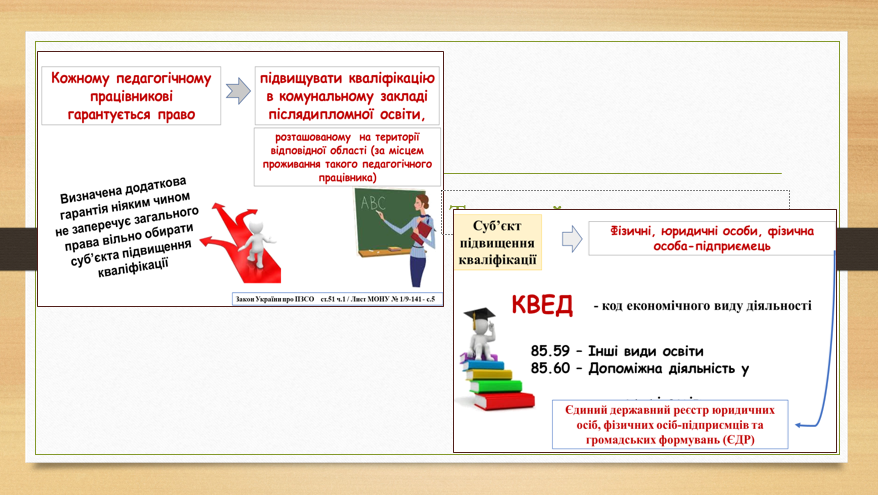 Кожному педагогічному
працівникові
гарантується право
підвищувати кваліфікацію
в комунальному закладі
післядипломної освіти,
розташованому на території
відповідної області (за місцем
проживання такого педагогічного
працівника)
Визначена додаткова
гарантія ніяким чином
не заперечує загального
права вільно обирати
суб’єкта підвищення
кваліфікації
ABC
Закон України про ПЗСО ст.51 ч.1 / Лист МОНУ № 1/9-141 - с.5
Суб’єкт
підвищення
кваліфікації
Фізичні, юридичні особи, фізична
особа-підприємець
КВЕД - код економічного виду діяльності
85.59 – Інші види освіти
85.60 – Допоміжна діяльність у
Єдиний державний реєстр юридичних
осіб, фізичних осіб-підприємців та
громадських формувань (ЄДР)